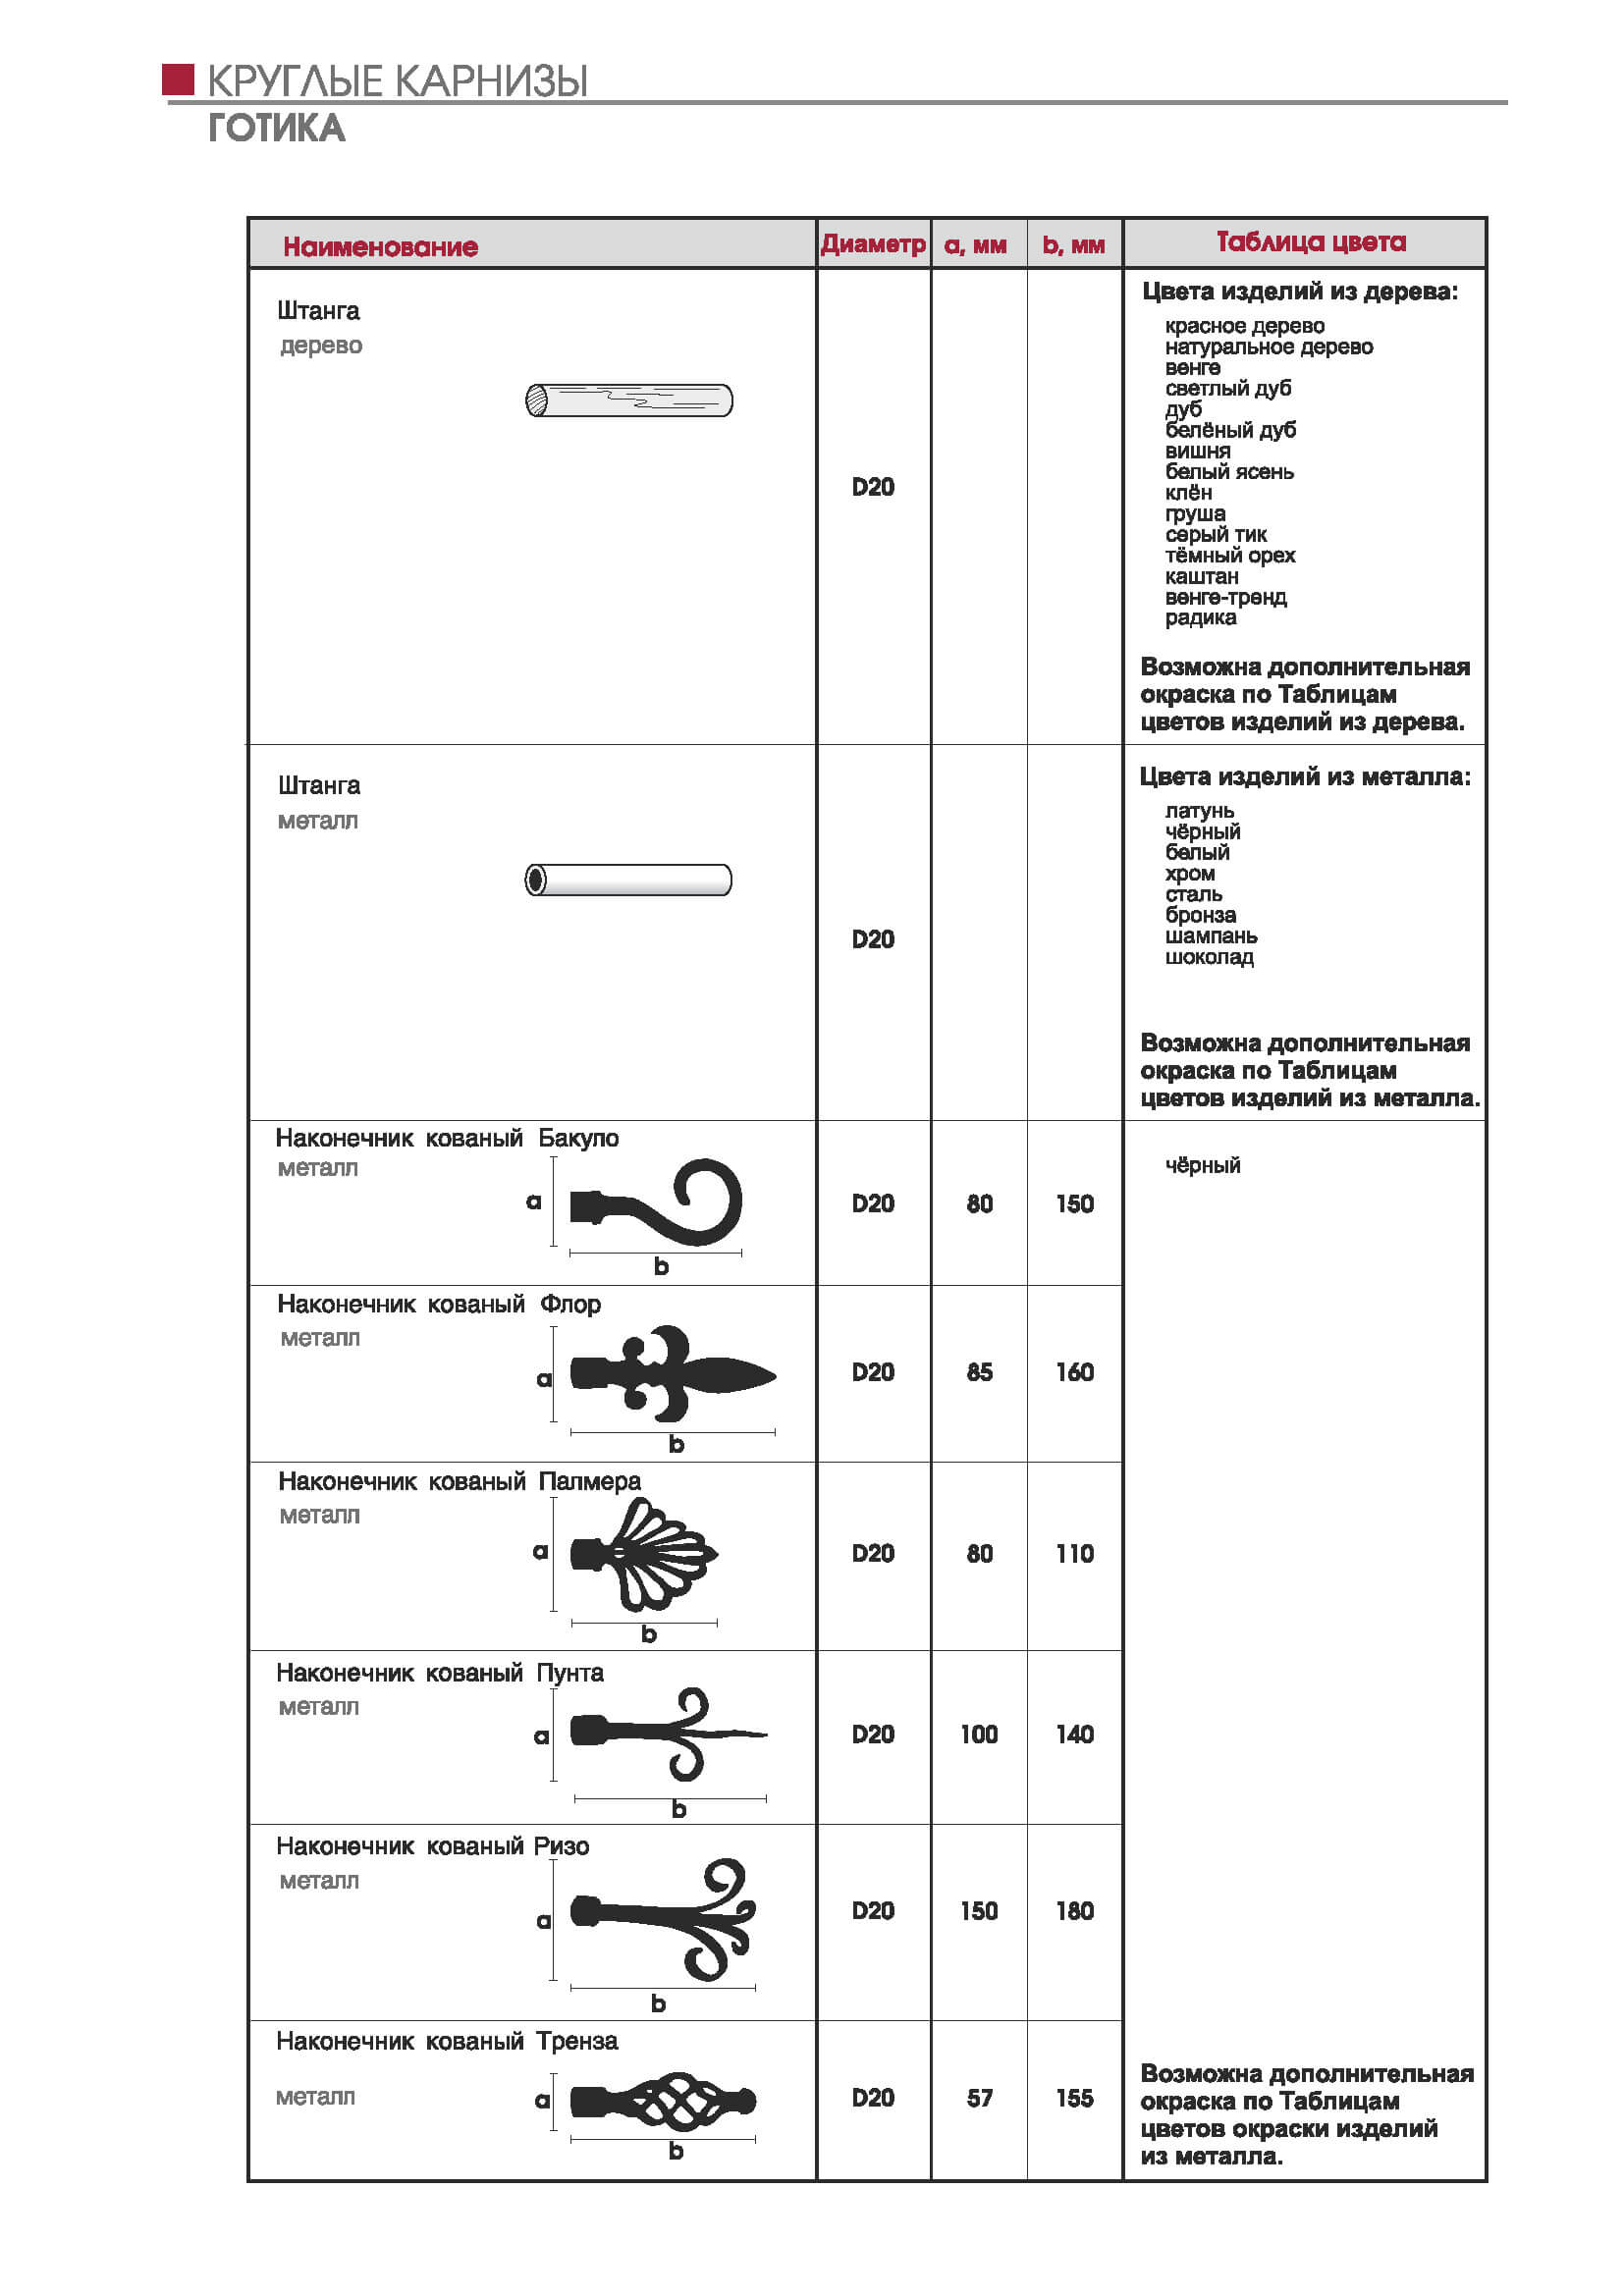 КРУГЛЫЕ КАРНИЗЫ
ГОТИКА
Наименование Диаметр a, мм b, мм Таблица цвета
Штанга
дерево
D20
Цвета изделий из дерева:
красное дерево
натуральное дерево
венге
светлый дуб
дуб
белёный дуб
вишня
белый ясень
клён
груша
серый тик
тёмный орех
каштан
венге-тренд
радика
Возможна дополнительная
окраска по Таблицам
цветов изделий из дерева.
Штанга
металл
D20
Цвета изделий из металла:
латунь
чёрный
белый
хром
сталь
бронза
шампань
шоколад
Возможна дополнительная
окраска по Таблицам
цветов изделий из металла.
Наконечник кованый Бакуло
металл
a
b
D20 80 150
чёрный
Наконечник кованый Флор
металл
a
b
D20 85 160
Наконечник кованый Палмера
металл
a
b
D20 80 110
Наконечник кованый Пунта
металл
a
b
D20 100 140
Наконечник кованый Ризо
металл
a
b
D20 150 180
Наконечник кованый Тренза
металл
a
b
D20 57 155
Возможна дополнительная
окраска по Таблицам
цветов окраски изделий
из металла.